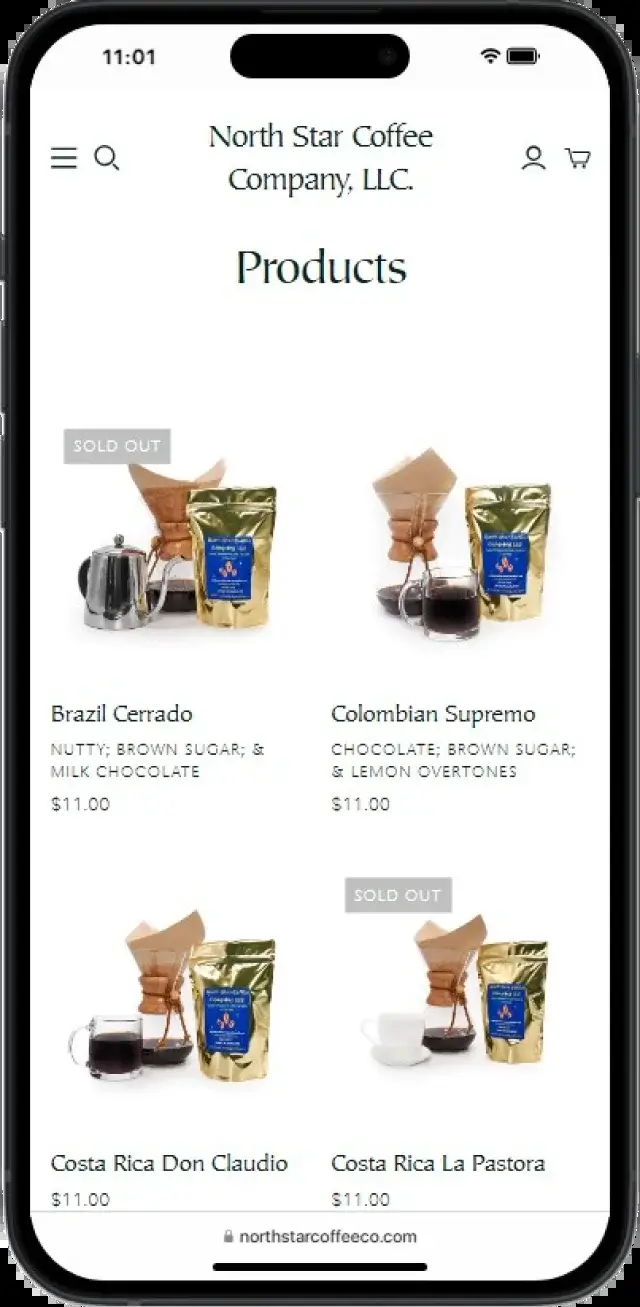 11:01
North Star Coffee
Company, LLC.
Products
SOLD OUT
Brazil Cerrado
NUTTY; BROWN SUGAR; &
MILK CHOCOLATE
$11.00
Colombian Supremo
CHOCOLATE; BROWN SUGAR;
& LEMON OVERTONES
$11.00
SOLD OUT
Costa Rica Don Claudio
$11.00
Costa Rica La Pastora
$11.00
northstarcoffeeco.com